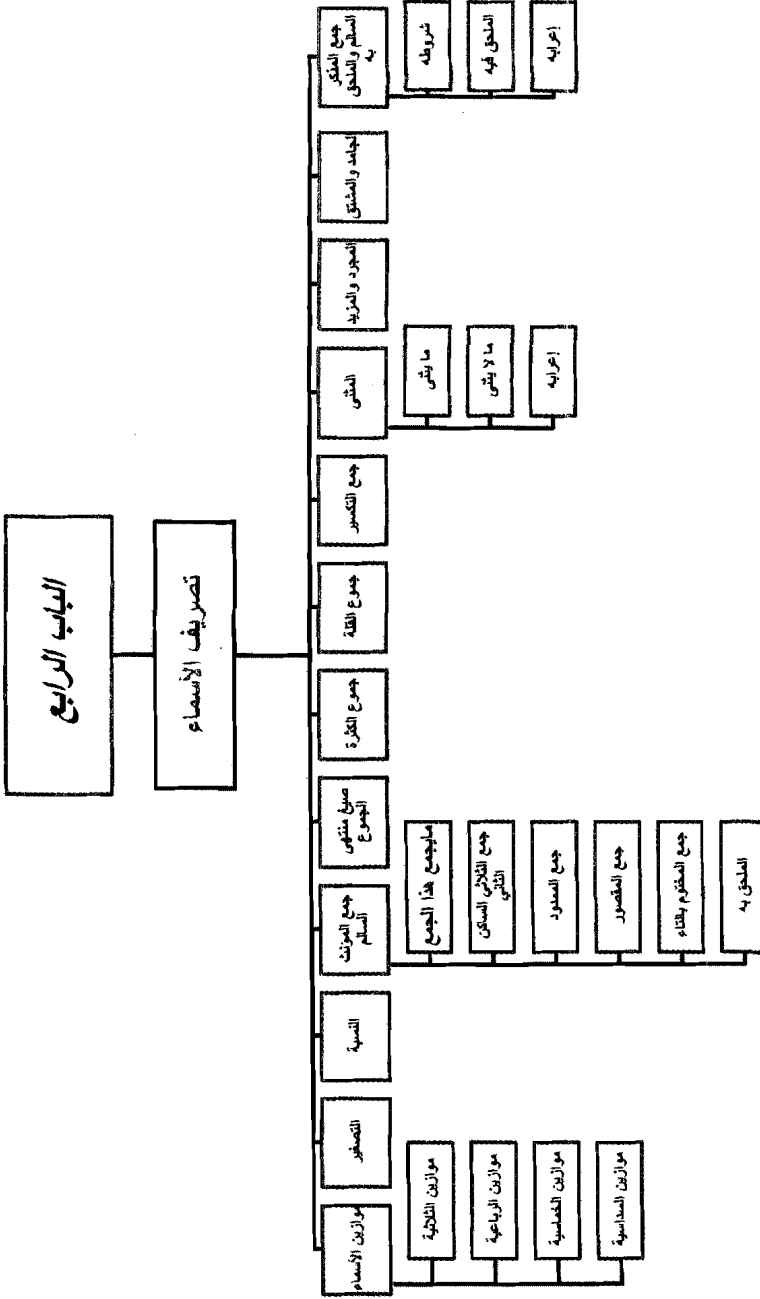 الباب الرابع
تصريف الأسماء
جمع المذكر
السالم والملحق
به
شروطه
الملحق فيه
إعرابه
الجامد والمشتق
المجرد والمزيد
المثنى
ما يثنى
ما لا يثنى
إعرابه
جمع التكسير
جموع القلة
جموع الكثرة
صيغ منتهى
الجموع
جمع المؤنث
السالم
مايجمع هذا الجمع
جمع الثلاثي الساكن
الثاني
جمع الممدود
جمع المقصور
جمع المختوم بالتاء
الملحق به
النسبة
التصغير
موازين الأسماء
موازين الثلاثية
موازين الرباعية
موازين الخماسية
موازين السداسية